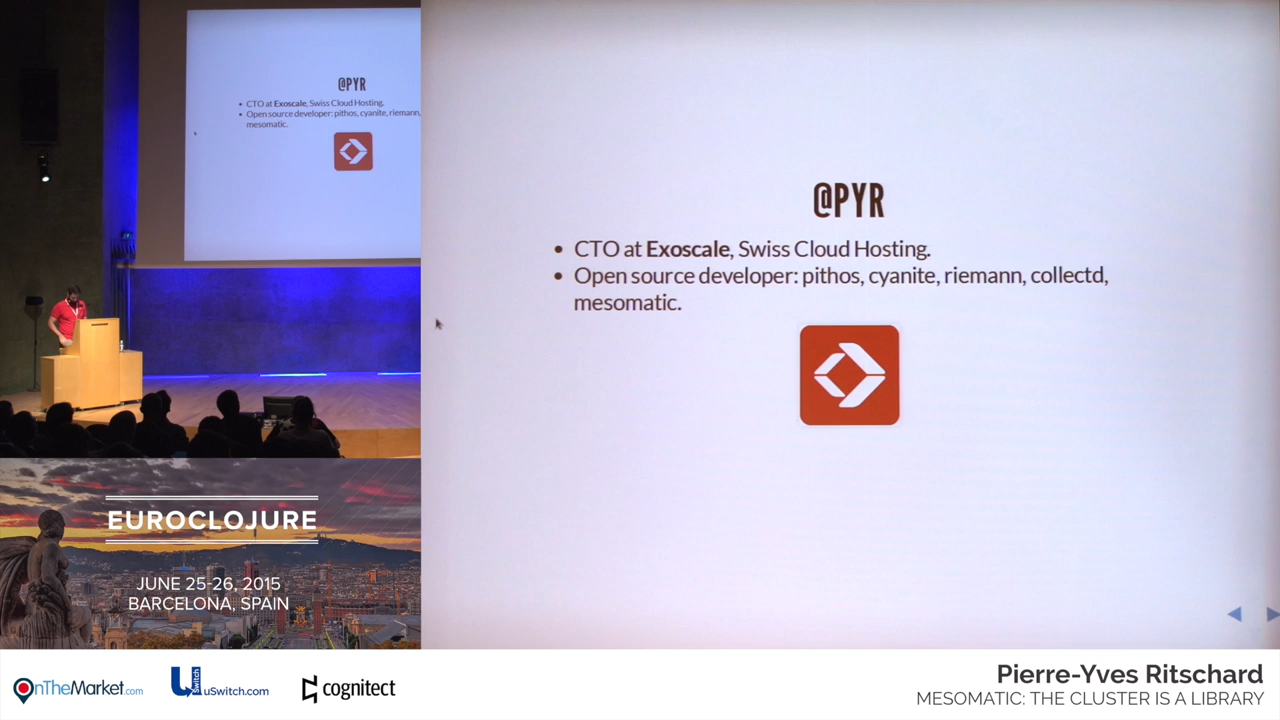 @PYR
• CTO at Exoscale, Swiss Cloud Hosting.
• Open source developer: pithos, cyanite, riemann,
mesomatic.
@PYR
• CTO at Exoscale, Swiss Cloud Hosting.
• Open source developer: pithos, cyanite, riemann, collectd,
mesomatic.
EUROCLOJURE
JUNE 25-26, 2015
BARCELONA, SPAIN
OnTheMarket.com
U Switch
uSwitch.com
cognitect
Pierre-Yves Ritschard
MESOMATIC: THE CLUSTER IS A LIBRARY